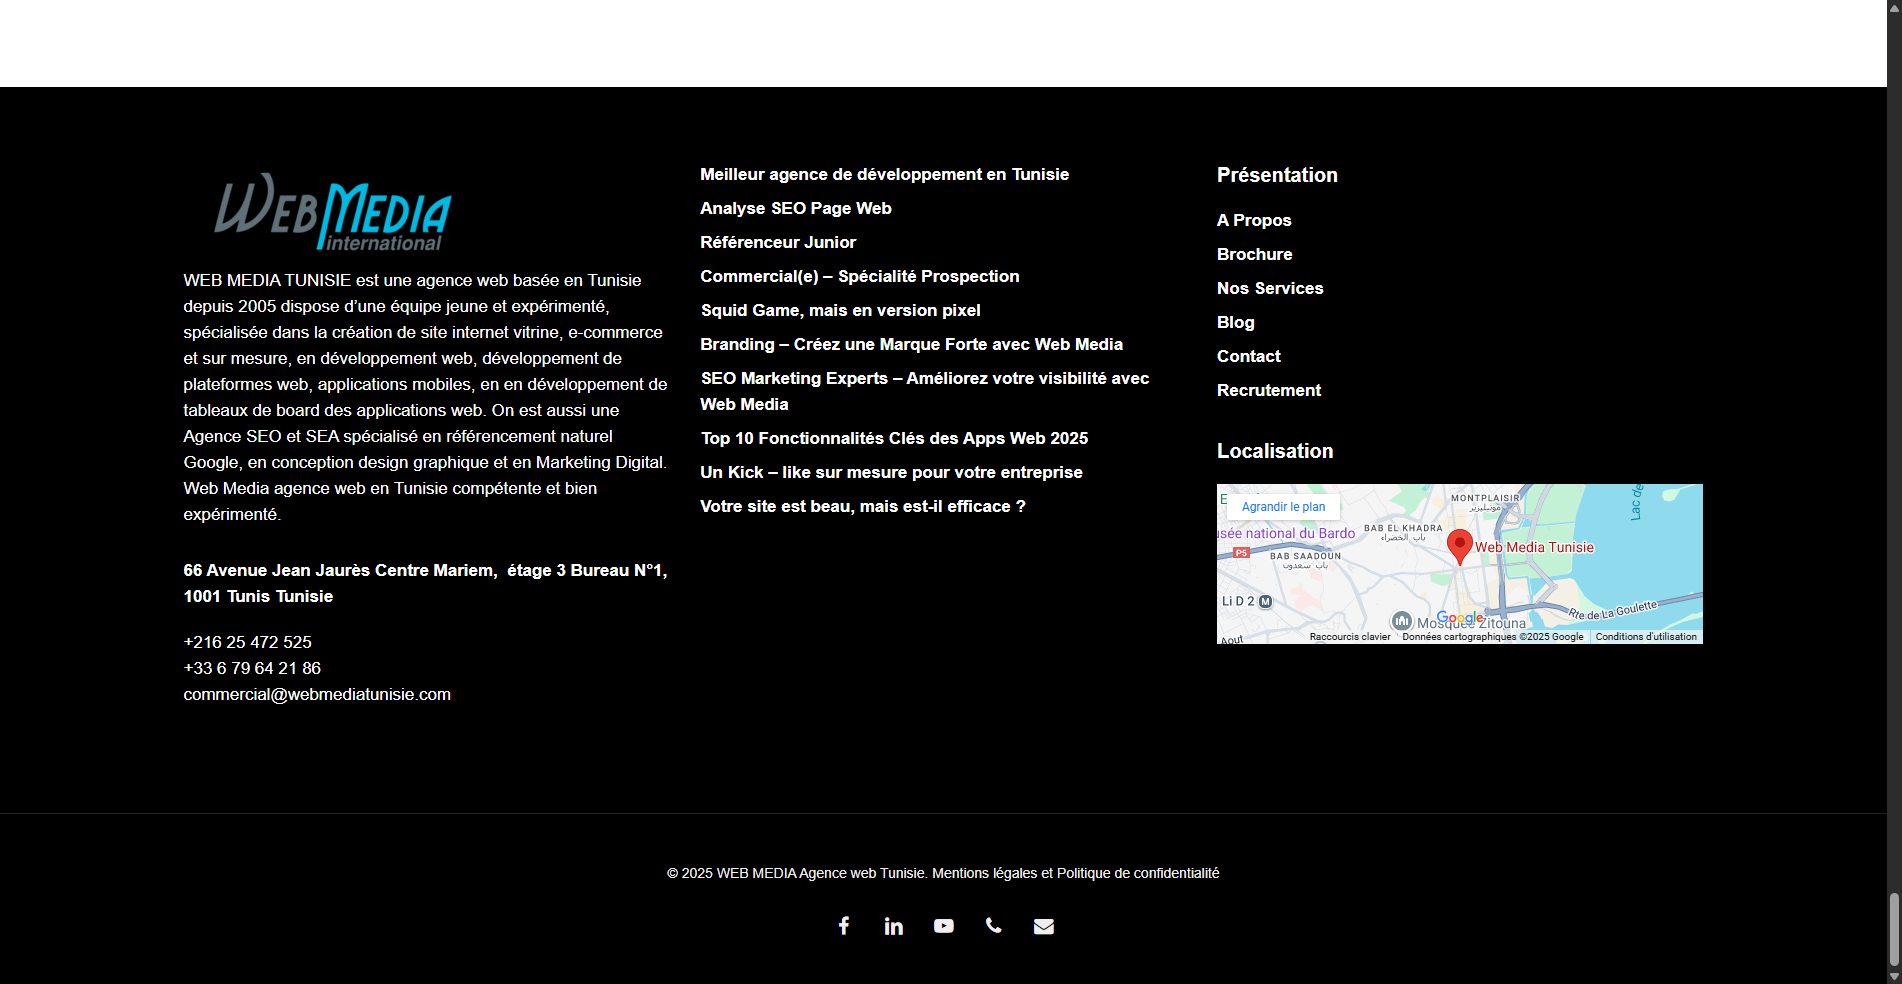 WEB MEDIA
international
WEB MEDIA TUNISIE est une agence web basée en Tunisie
depuis 2005 dispose d’une équipe jeune et expérimenté,
spécialisée dans la création de site internet vitrine, e-commerce
et sur mesure, en développement web, développement de
plateformes web, applications mobiles, en en développement de
tableaux de board des applications web. On est aussi une
Agence SEO et SEA spécialisé en référencement naturel
Google, en conception design graphique et en Marketing Digital.
Web Media agence web en Tunisie compétente et bien
expérimenté.
66 Avenue Jean Jaurès Centre Mariem,  étage 3 Bureau N°1,
1001 Tunis Tunisie
+216 25 472 525
+33 6 79 64 21 86
commercial@webmediatunisie.com
Meilleur agence de développement en Tunisie
Analyse SEO Page Web
Référenceur Junior
Commercial(e) – Spécialité Prospection
Squid Game, mais en version pixel
Branding – Créez une Marque Forte avec Web Media
SEO Marketing Experts – Améliorez votre visibilité avec
Web Media
Top 10 Fonctionnalités Clés des Apps Web 2025
Un Kick – like sur mesure pour votre entreprise
Votre site est beau, mais est-il efficace ?
Présentation
A Propos
Brochure
Nos Services
Blog
Contact
Recrutement
Localisation
Agrandir le plan
MONTPLAISIR
مونبليزير
Lac de
usée national du Bardo
BAB EL KHADRA
باب الخضراء
P5
BAB SAADOUN
باب سعدون
Web Media Tunisie
Li D 2 M
Rte de La Goulette
Google
Mosquée Zitouna
Aout
Raccourcis clavier
Données cartographiques ©2025 Google
Conditions d'utilisation
© 2025 WEB MEDIA Agence web Tunisie. Mentions légales et Politique de confidentialité